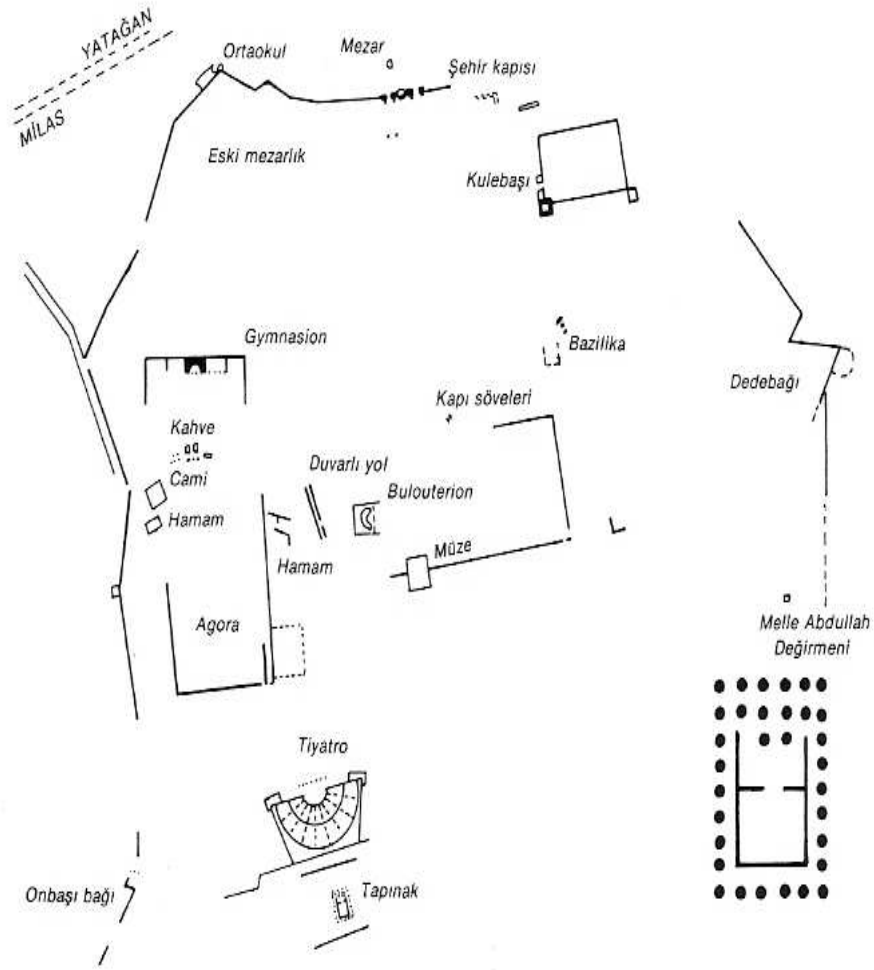 YATAĞAN
MİLAS
Ortaokul
Mezar
Şehir kapısı
Eski mezarlık
Kulebaşı
Gymnasion
Bazilika
Dedebağı
Kapı söveleri
Kahve
Duvarlı yol
Cami
Bulouterion
Hamam
Müze
Hamam
Agora
Melle Abdullah
Değirmeni
Tiyatro
Onbaşı bağı
Tapınak